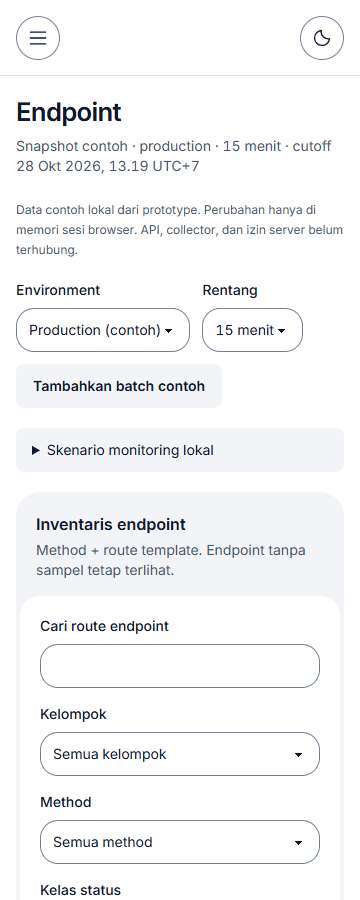 Endpoint
Snapshot contoh · production · 15 menit · cutoff
28 Okt 2026, 13.19 UTC+7
Data contoh lokal dari prototype. Perubahan hanya di
memori sesi browser. API, collector, dan izin server belum
terhubung.
Environment
Rentang
Production (contoh)
15 menit
Tambahkan batch contoh
Skenario monitoring lokal
Inventaris endpoint
Method + route template. Endpoint tanpa
sampel tetap terlihat.
Cari route endpoint
Kelompok
Semua kelompok
Method
Semua method
Kelas status